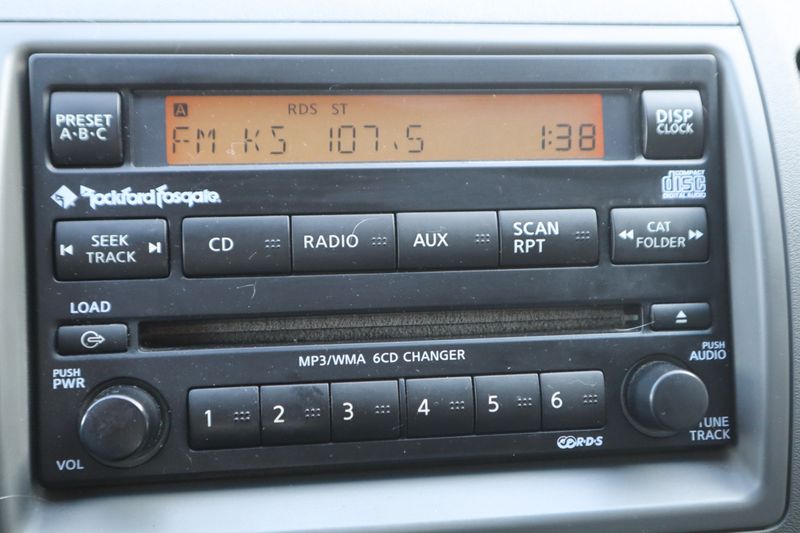 A RDS ST
FM KS 107.5 1:38
PRESET
A·B·C
DISP
CLOCK
Rockford Fosgate
COMPACT
disc
DIGITAL AUDIO
SEEK
TRACK
CD
RADIO
AUX
SCAN
RPT
CAT
FOLDER
LOAD
MP3/WMA 6CD CHANGER
PUSH
PWR
VOL
1
2
3
4
5
6
R·D·S
PUSH
AUDIO
TUNE
TRACK